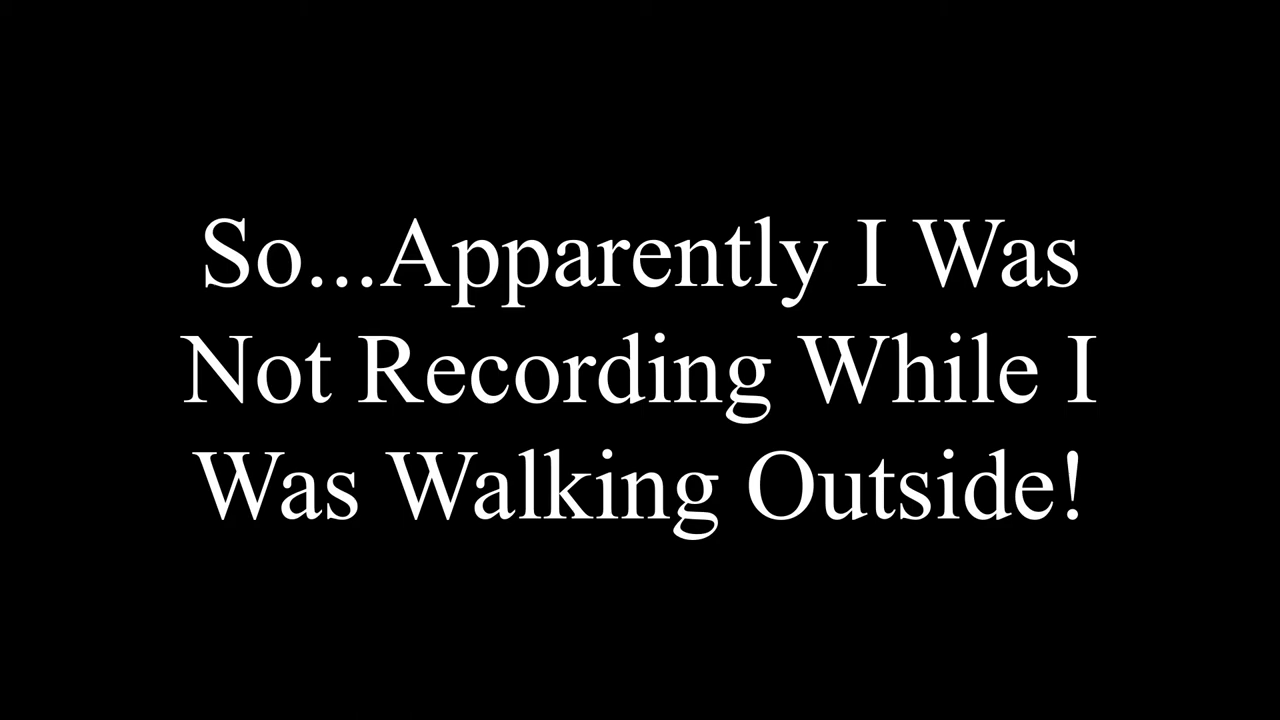 So...Apparently I Was
Not Recording While I
Was Walking Outside!